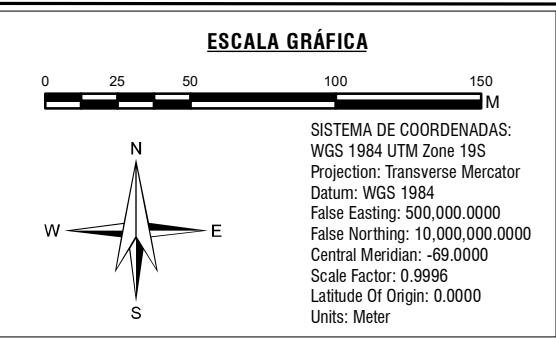 ESCALA GRÁFICA
0 25 50 100 150
M
SISTEMA DE COORDENADAS:
WGS 1984 UTM Zone 19S
Projection: Transverse Mercator
Datum: WGS 1984
False Easting: 500,000.0000
False Northing: 10,000,000.0000
Central Meridian: -69.0000
Scale Factor: 0.9996
Latitude Of Origin: 0.0000
Units: Meter
N
W E
S